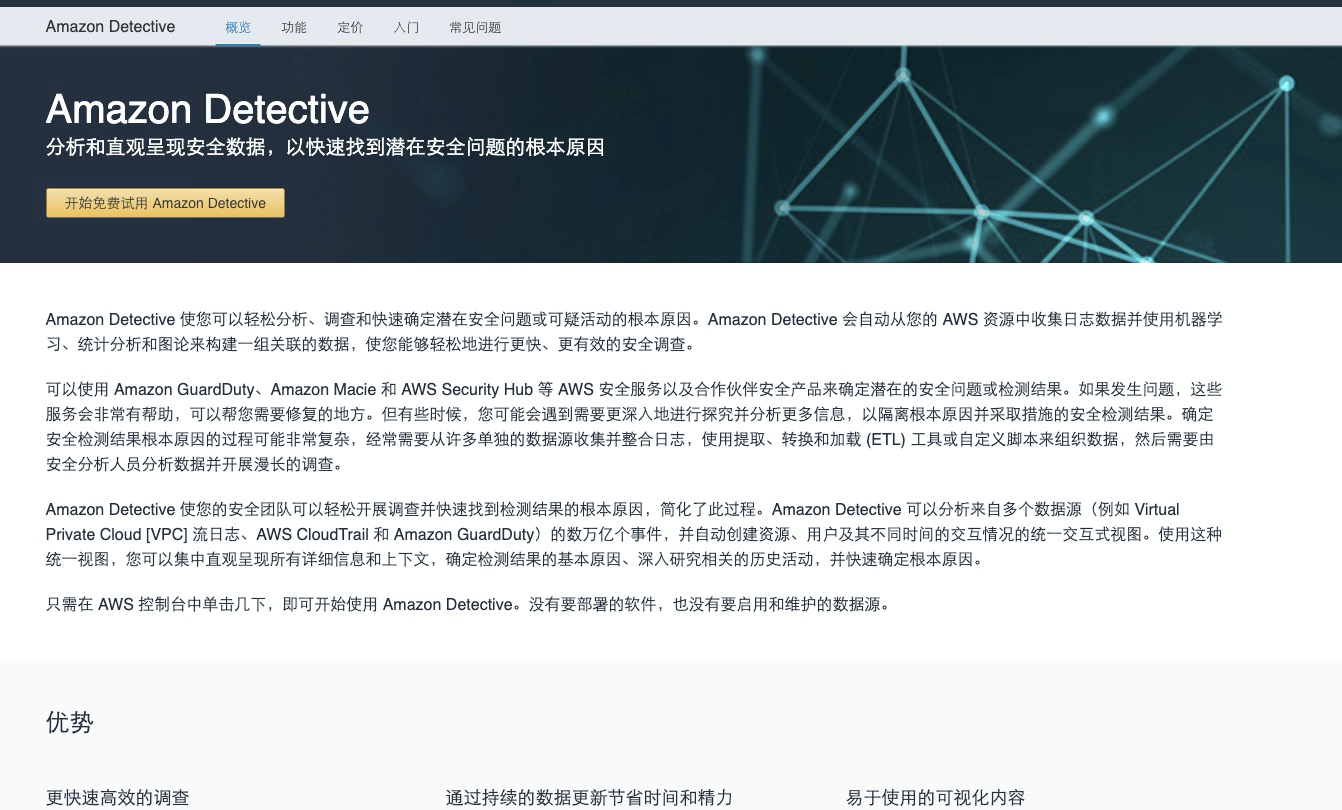 Amazon Detective 概览 功能 定价 入门 常见问题
Amazon Detective
分析和直观呈现安全数据，以快速找到潜在安全问题的根本原因
开始免费试用 Amazon Detective
Amazon Detective 使您可以轻松分析、调查和快速确定潜在安全问题或可疑活动的根本原因。Amazon Detective 会自动从您的 AWS 资源中收集日志数据并使用机器学
习、统计分析和图论来构建一组关联的数据，使您能够轻松地进行更快、更有效的安全调查。
可以使用 Amazon GuardDuty、Amazon Macie 和 AWS Security Hub 等 AWS 安全服务以及合作伙伴安全产品来确定潜在的安全问题或检测结果。如果发生问题，这些
服务会非常有帮助，可以帮您需要修复的地方。但有些时候，您可能会遇到需要更深入地进行探究并分析更多信息，以隔离根本原因并采取措施的安全检测结果。确定
安全检测结果根本原因的过程可能非常复杂，经常需要从许多单独的数据源收集并整合日志，使用提取、转换和加载 (ETL) 工具或自定义脚本来组织数据，然后需要由
安全分析人员分析数据并开展漫长的调查。
Amazon Detective 使您的安全团队可以轻松开展调查并快速找到检测结果的根本原因，简化了此过程。Amazon Detective 可以分析来自多个数据源（例如 Virtual
Private Cloud [VPC] 流日志、AWS CloudTrail 和 Amazon GuardDuty）的数万亿个事件，并自动创建资源、用户及其不同时间的交互情况的统一交互式视图。使用这种
统一视图，您可以集中直观呈现所有详细信息和上下文，确定检测结果的基本原因、深入研究相关的历史活动，并快速确定根本原因。
只需在 AWS 控制台中单击几下，即可开始使用 Amazon Detective。没有要部署的软件，也没有要启用和维护的数据源。
优势
更快速高效的调查 通过持续的数据更新节省时间和精力 易于使用的可视化内容